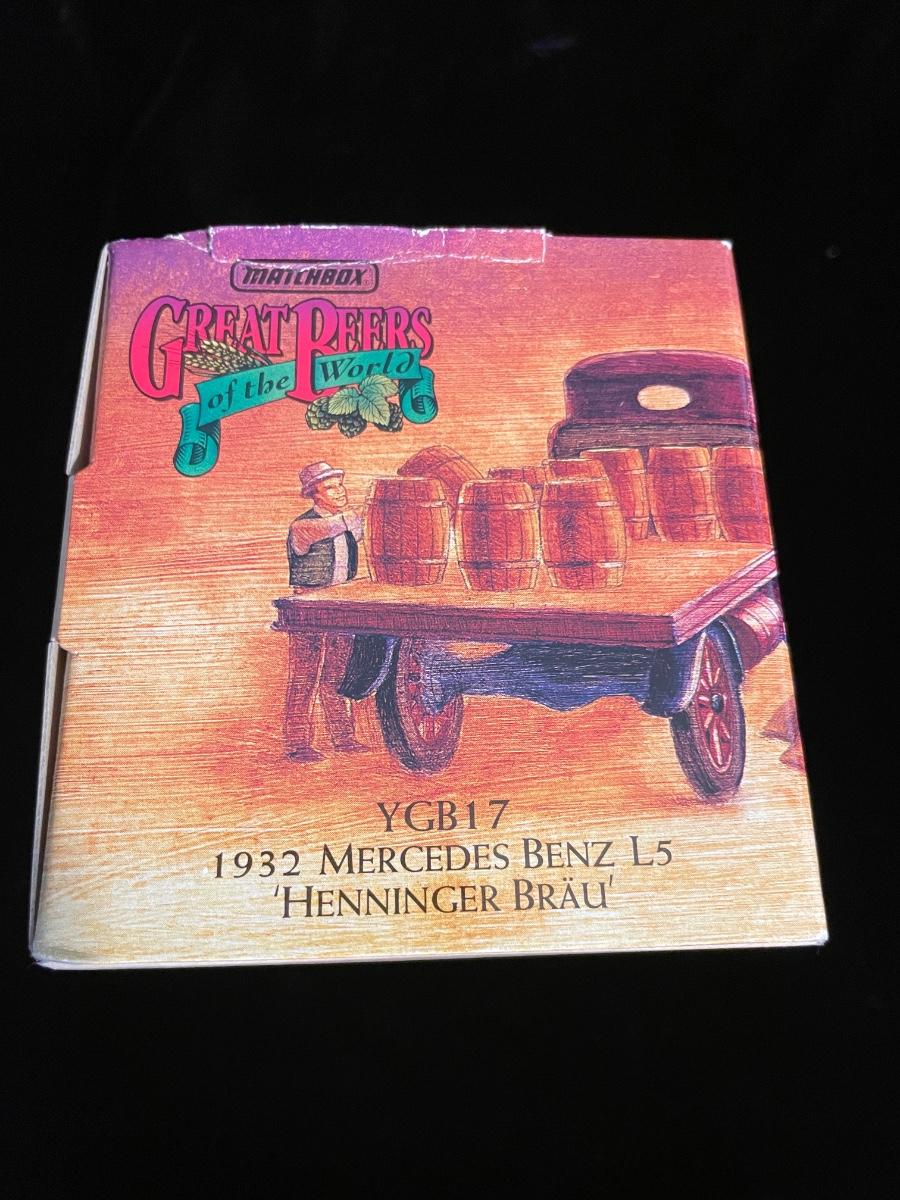 MATCHBOX
GREAT BEERS
of the World
YGB17
1932 MERCEDES BENZ L5
'HENNINGER BRÄU'